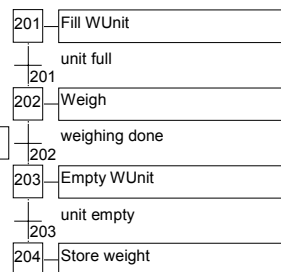 201 Fill WUnit
unit full
201
202 Weigh
weighing done
202
203 Empty WUnit
unit empty
203
204 Store weight